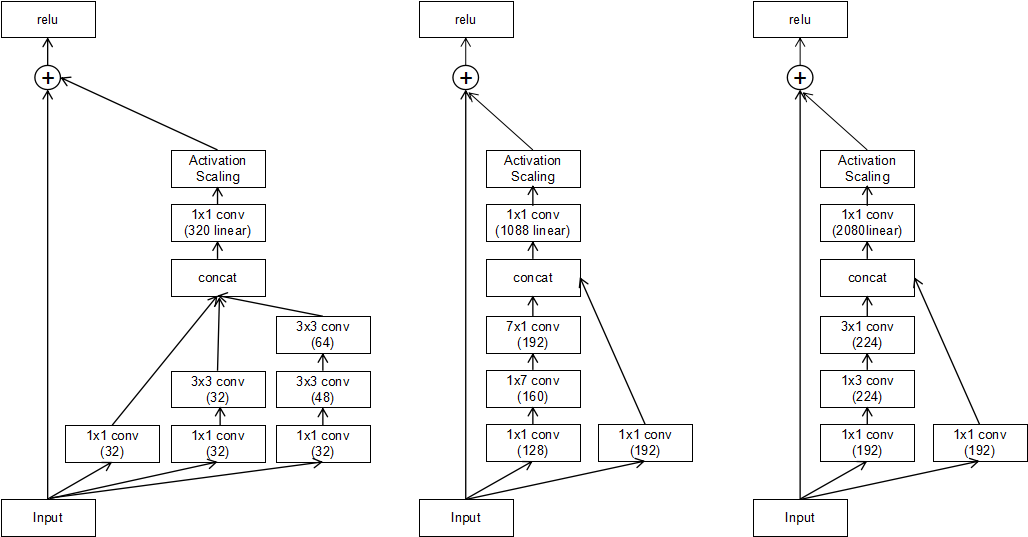 relu
+
Activation
Scaling
1x1 conv
(320 linear)
concat
3x3 conv
(64)
3x3 conv
(32)
3x3 conv
(48)
1x1 conv
(32)
1x1 conv
(32)
1x1 conv
(32)
Input
relu
+
Activation
Scaling
1x1 conv
(1088 linear)
concat
7x1 conv
(192)
1x7 conv
(160)
1x1 conv
(128)
1x1 conv
(192)
Input
relu
+
Activation
Scaling
1x1 conv
(2080linear)
concat
3x1 conv
(224)
1x3 conv
(224)
1x1 conv
(192)
1x1 conv
(192)
Input